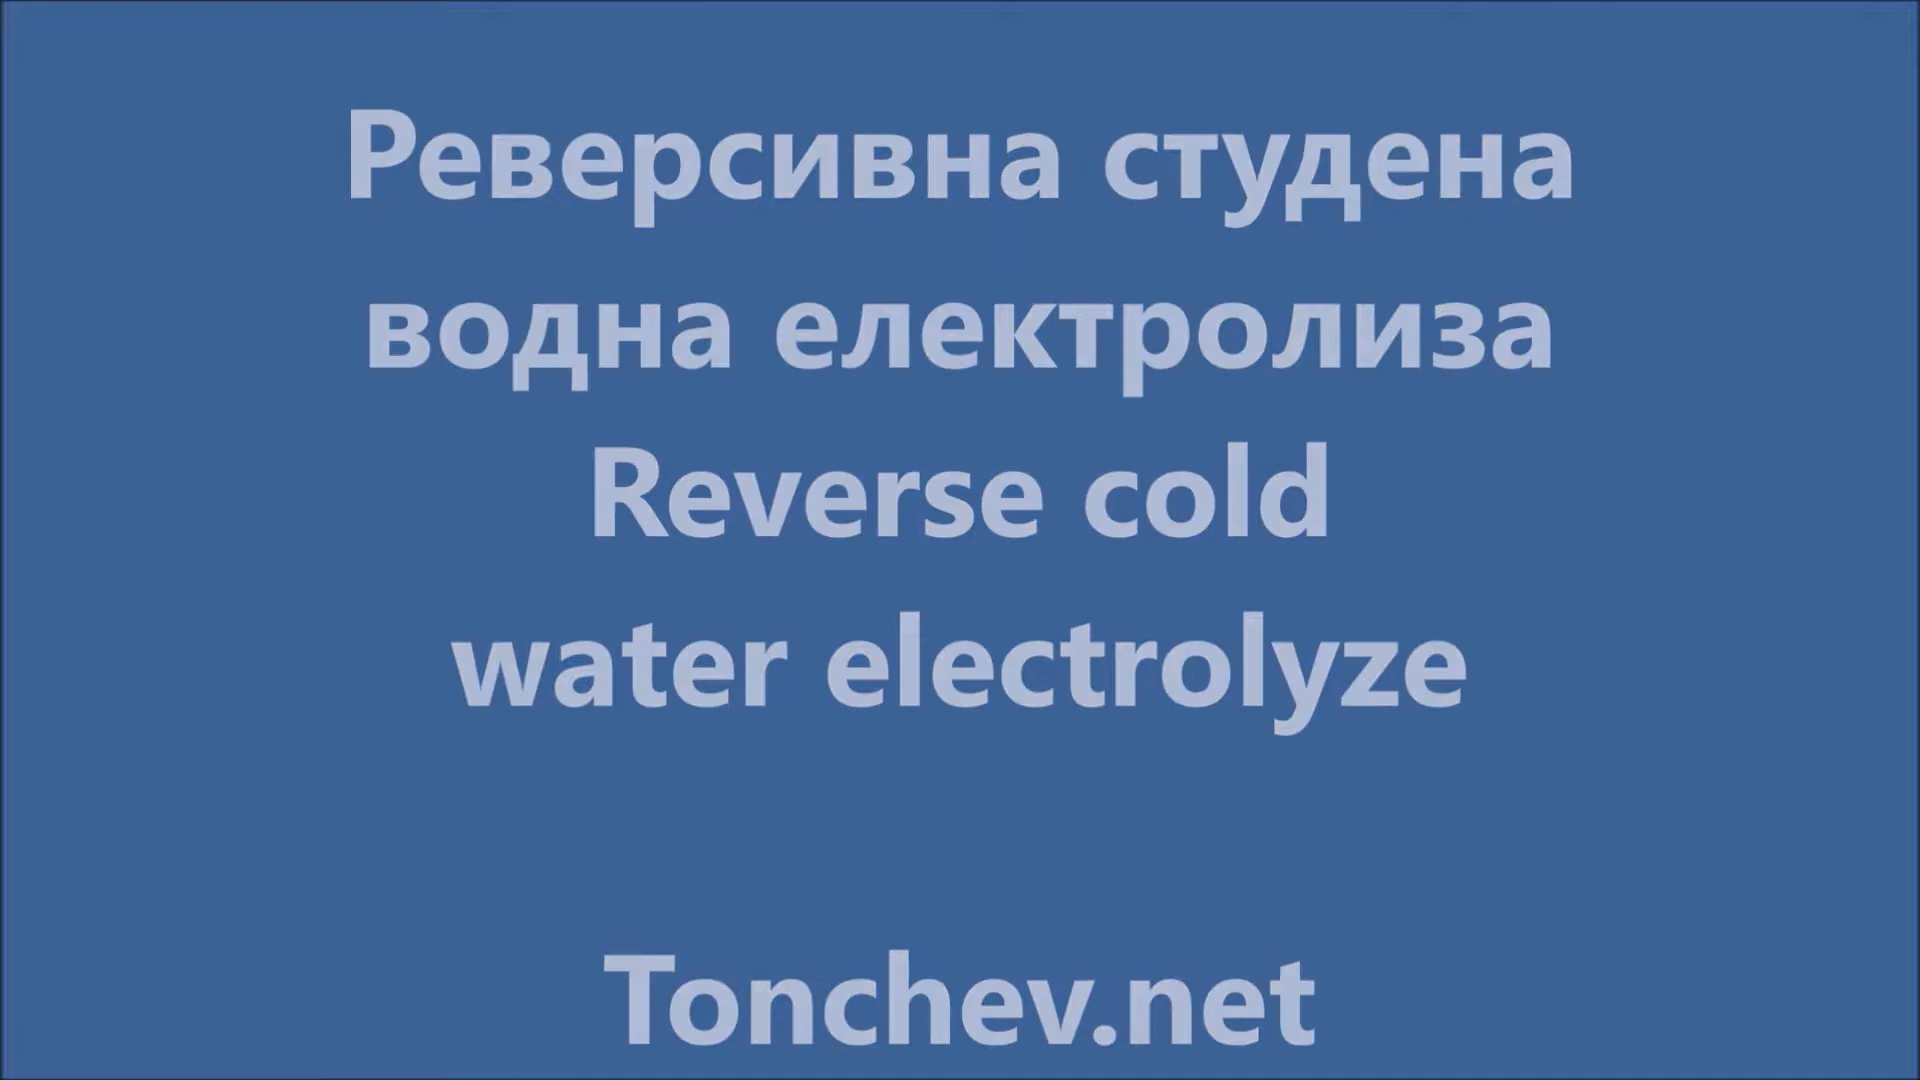 Реверсивна студена
водна електролиза
Reverse cold
water electrolyze
Tonchev.net